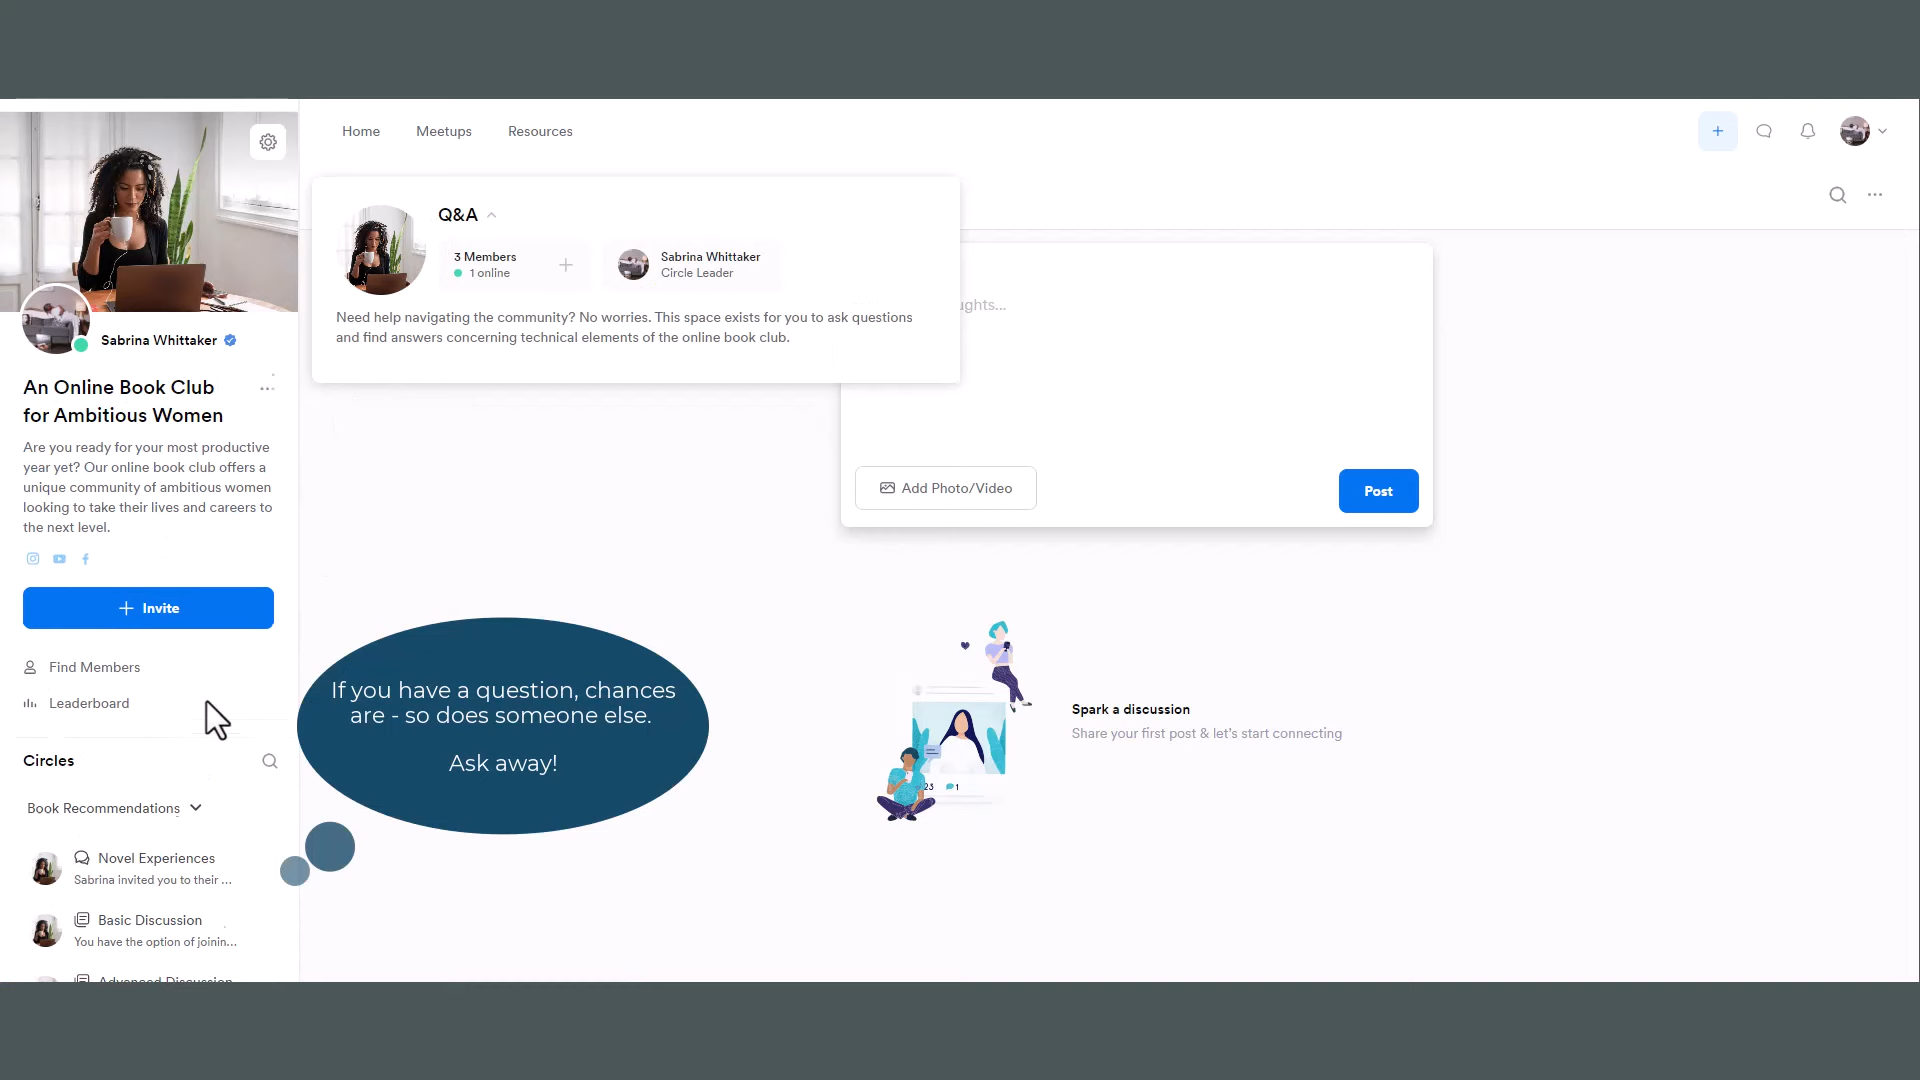 Home
Meetups
Resources
Q&A
3 Members
1 online
Sabrina Whittaker
Circle Leader
Need help navigating the community? No worries. This space exists for you to ask questions
and find answers concerning technical elements of the online book club.
Sabrina Whittaker
An Online Book Club
for Ambitious Women
Are you ready for your most productive
year yet? Our online book club offers a
unique community of ambitious women
looking to take their lives and careers to
the next level.
Invite
Find Members
Leaderboard
Circles
Book Recommendations
Novel Experiences
Sabrina invited you to their ...
Basic Discussion
You have the option of joinin...
Advanced Discussion
Add Photo/Video
Post
If you have a question, chances
are - so does someone else.
Ask away!
23
1
Spark a discussion
Share your first post & let's start connecting